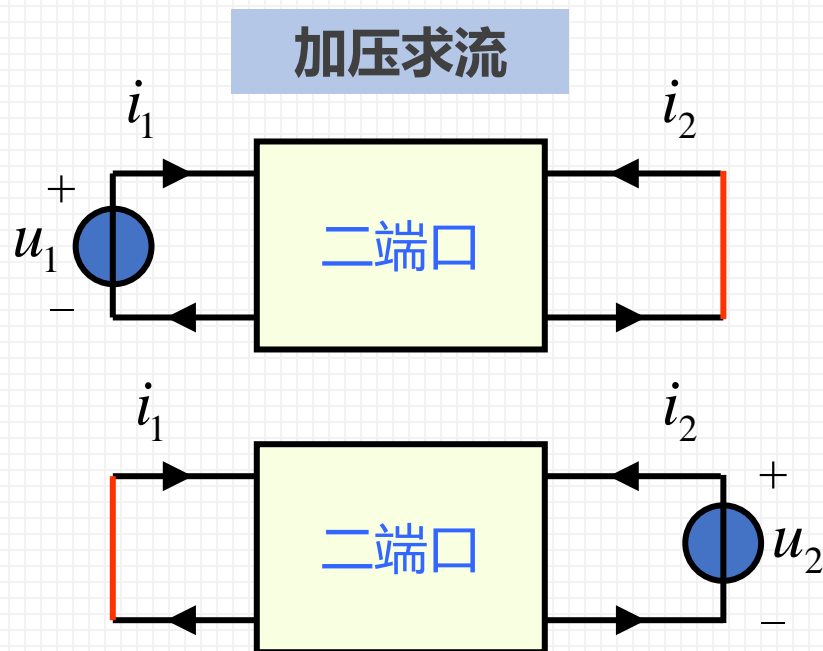 加压求流
i₁ i₂
+
u₁ 二端口
−
i₁ i₂
+
二端口 u₂
−